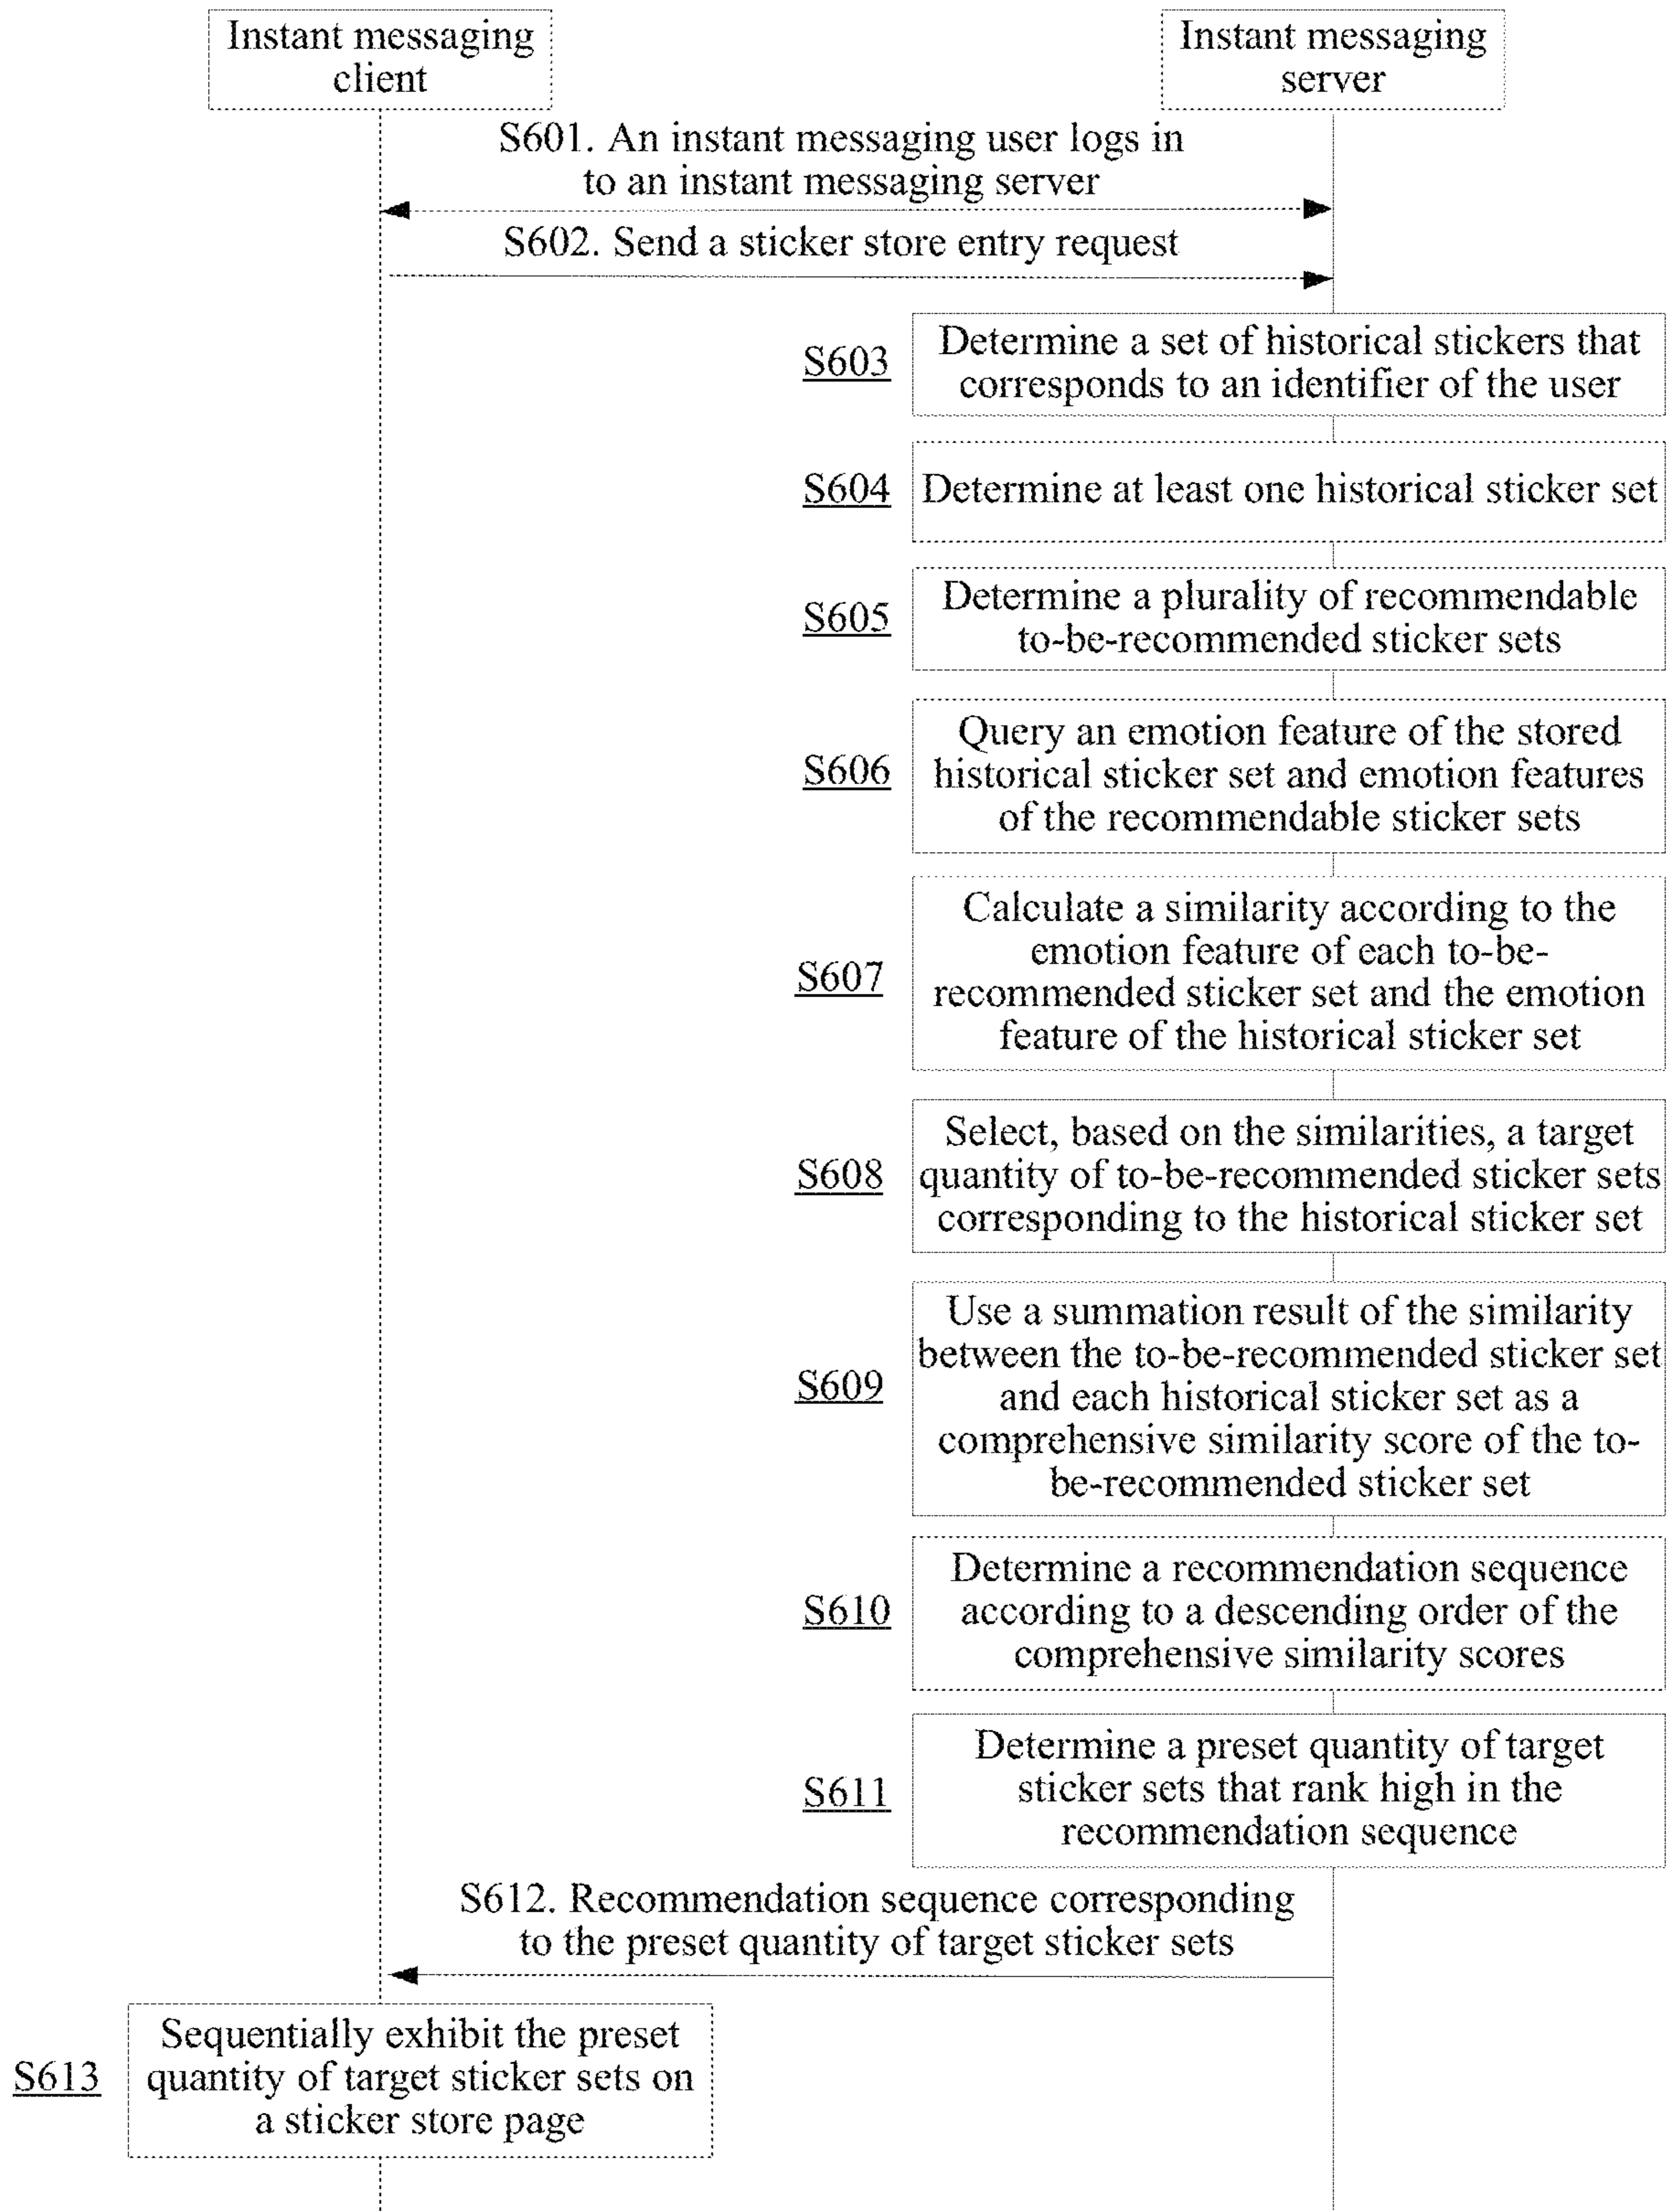 Instant messaging
client
Instant messaging
server
S601. An instant messaging user logs in
to an instant messaging server
S602. Send a sticker store entry request
S603
Determine a set of historical stickers that
corresponds to an identifier of the user
S604
Determine at least one historical sticker set
S605
Determine a plurality of recommendable
to-be-recommended sticker sets
S606
Query an emotion feature of the stored
historical sticker set and emotion features
of the recommendable sticker sets
S607
Calculate a similarity according to the
emotion feature of each to-be-
recommended sticker set and the emotion
feature of the historical sticker set
S608
Select, based on the similarities, a target
quantity of to-be-recommended sticker sets
corresponding to the historical sticker set
S609
Use a summation result of the similarity
between the to-be-recommended sticker set
and each historical sticker set as a
comprehensive similarity score of the to-
be-recommended sticker set
S610
Determine a recommendation sequence
according to a descending order of the
comprehensive similarity scores
S611
Determine a preset quantity of target
sticker sets that rank high in the
recommendation sequence
S612. Recommendation sequence corresponding
to the preset quantity of target sticker sets
S613
Sequentially exhibit the preset
quantity of target sticker sets on
a sticker store page